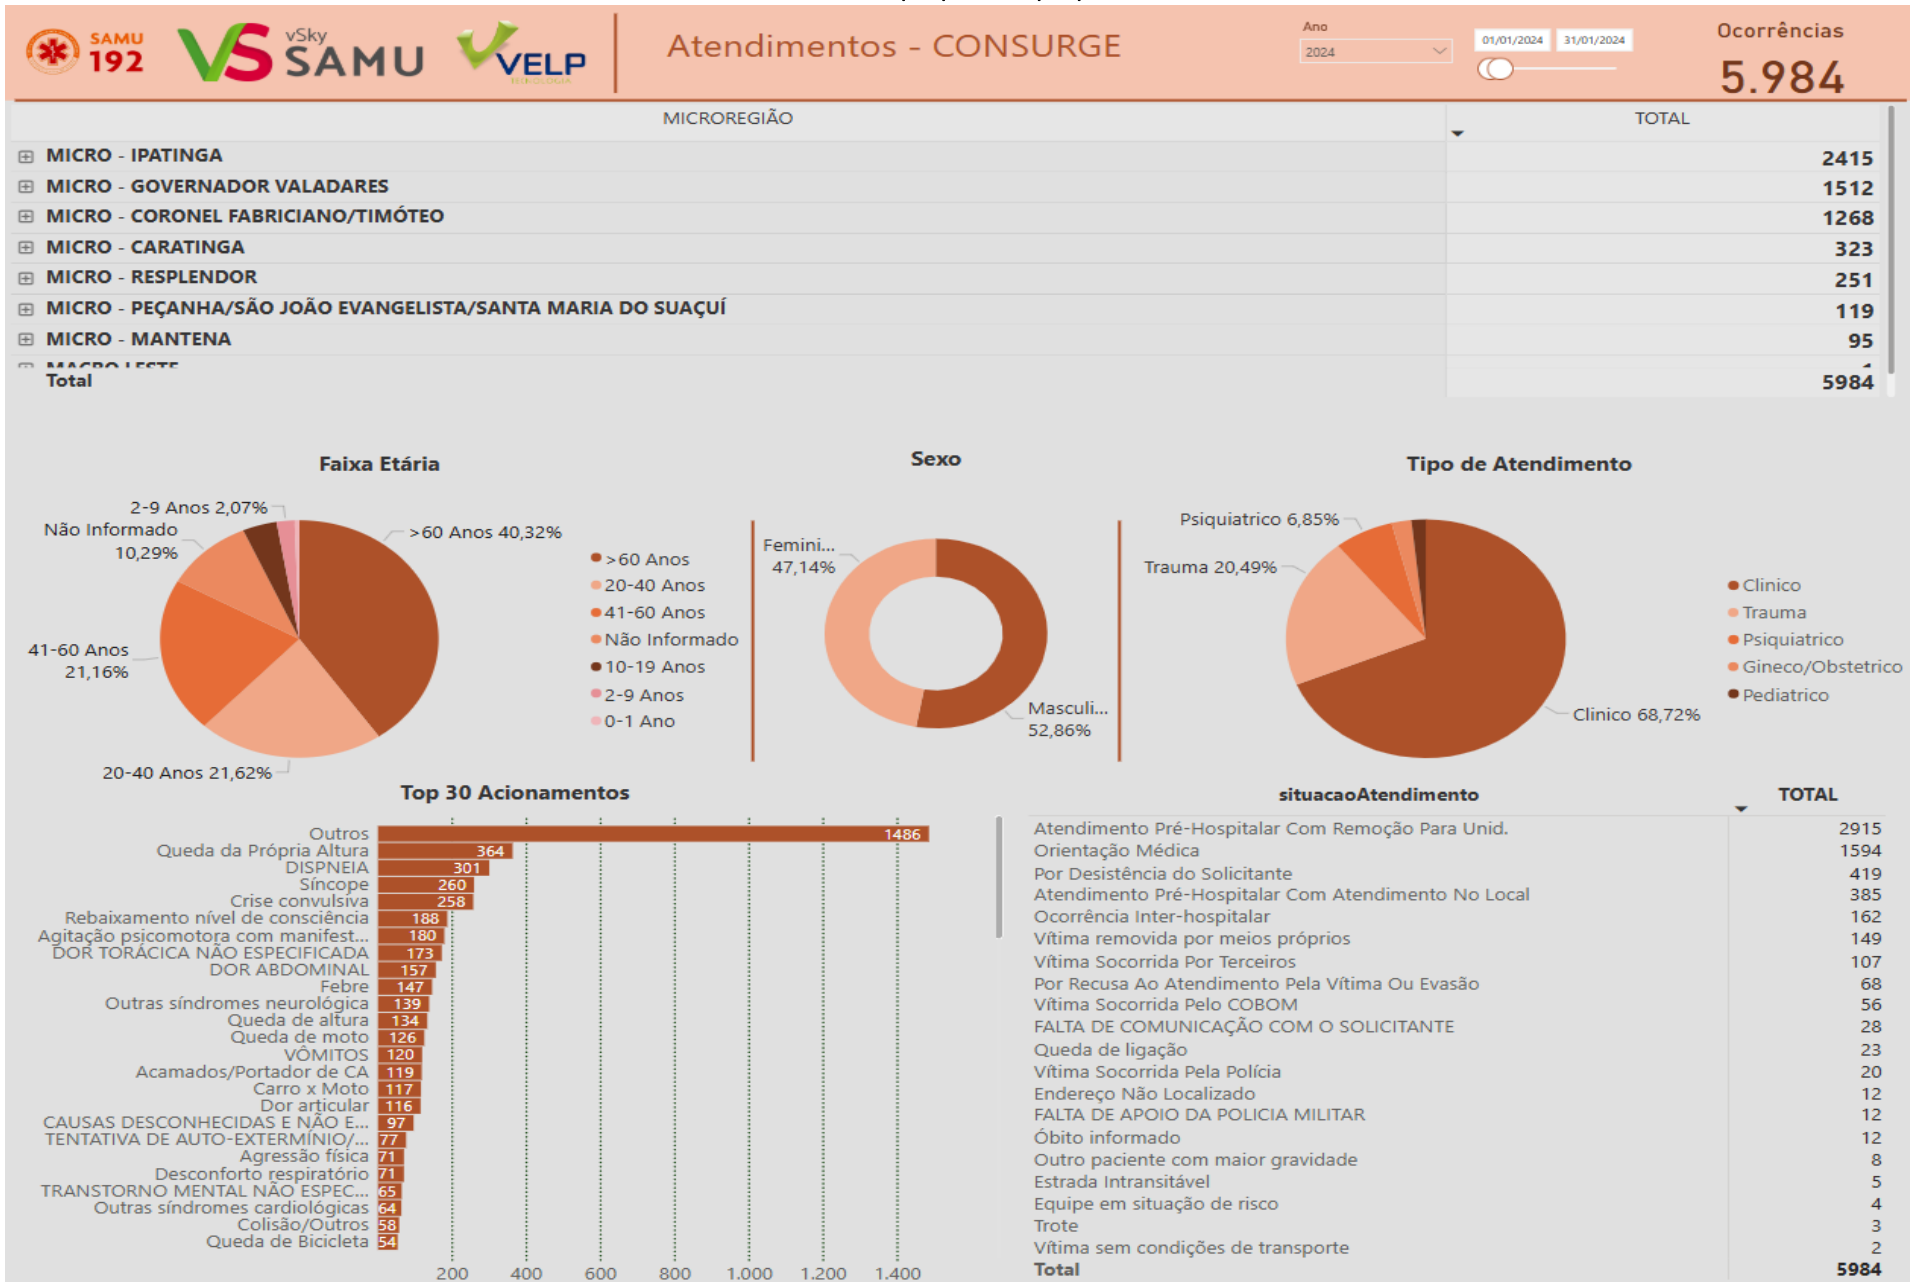 SAMU
192
vSky
SAMU
VELP
Atendimentos - CONSURGE
Ano
2024
01/01/2024 31/01/2024
Ocorrências
5.984
MICROREGIÃO TOTAL
MICRO - IPATINGA 2415
MICRO - GOVERNADOR VALADARES 1512
MICRO - CORONEL FABRICIANO/TIMÓTEO 1268
MICRO - CARATINGA 323
MICRO - RESPLENDOR 251
MICRO - PEÇANHA/SÃO JOÃO EVANGELISTA/SANTA MARIA DO SUAÇUÍ 119
MICRO - MANTENA 95
MACRO LESTE 1
Total 5984
Faixa Etária
2-9 Anos 2,07%
Não Informado
10,29%
>60 Anos 40,32%
41-60 Anos
21,16%
20-40 Anos 21,62%
>60 Anos
20-40 Anos
41-60 Anos
Não Informado
10-19 Anos
2-9 Anos
0-1 Ano
Sexo
Femini...
47,14%
Masculi...
52,86%
Tipo de Atendimento
Psiquiatrico 6,85%
Trauma 20,49%
Clinico 68,72%
Clinico
Trauma
Psiquiatrico
Gineco/Obstetrico
Pediatrico
Top 30 Acionamentos
Outros 1486
Queda da Própria Altura 364
DISPNEIA 301
Síncope 260
Crise convulsiva 258
Rebaixamento nível de consciência 188
Agitação psicomotora com manifest... 180
DOR TORÁCICA NÃO ESPECIFICADA 173
DOR ABDOMINAL 157
Febre 147
Outras síndromes neurológica 139
Queda de altura 134
Queda de moto 126
VÔMITOS 120
Acamados/Portador de CA 119
Carro x Moto 117
Dor articular 116
CAUSAS DESCONHECIDAS E NÃO E... 97
TENTATIVA DE AUTO-EXTERMÍNIO/... 77
Agressão física 71
Desconforto respiratório 71
TRANSTORNO MENTAL NÃO ESPEC... 65
Outras síndromes cardiológicas 64
Colisão/Outros 58
Queda de Bicicleta 54
200 400 600 800 1.000 1.200 1.400
situacaoAtendimento TOTAL
Atendimento Pré-Hospitalar Com Remoção Para Unid. 2915
Orientação Médica 1594
Por Desistência do Solicitante 419
Atendimento Pré-Hospitalar Com Atendimento No Local 385
Ocorrência Inter-hospitalar 162
Vítima removida por meios próprios 149
Vítima Socorrida Por Terceiros 107
Por Recusa Ao Atendimento Pela Vítima Ou Evasão 68
Vítima Socorrida Pelo COBOM 56
FALTA DE COMUNICAÇÃO COM O SOLICITANTE 28
Queda de ligação 23
Vítima Socorrida Pela Polícia 20
Endereço Não Localizado 12
FALTA DE APOIO DA POLICIA MILITAR 12
Óbito informado 12
Outro paciente com maior gravidade 8
Estrada Intransitável 5
Equipe em situação de risco 4
Trote 3
Vítima sem condições de transporte 2
Total 5984